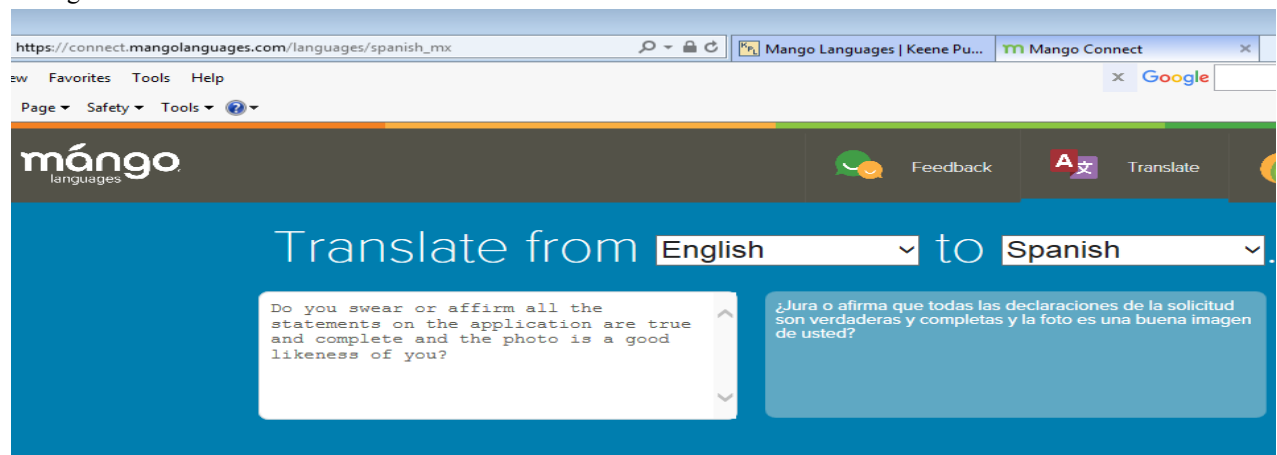 https://connect.mangolanguages.com/languages/spanish_mx
KPL Mango Languages | Keene Pu... m Mango Connect ×
Favorites Tools Help
x Google
Page Safety Tools
mángo
languages
Feedback
A文 Translate
Translate from English to Spanish.
Do you swear or affirm all the
statements on the application are true
and complete and the photo is a good
likeness of you?
¿Jura o afirma que todas las declaraciones de la solicitud
son verdaderas y completas y la foto es una buena imagen
de usted?